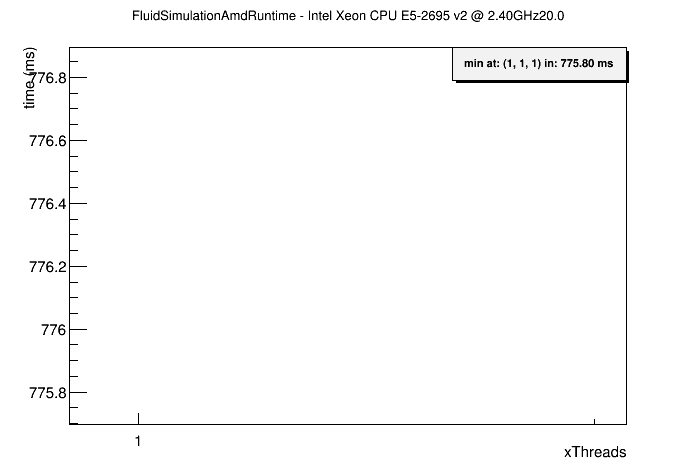 FluidSimulationAmdRuntime - Intel Xeon CPU E5-2695 v2 @ 2.40GHz20.0
time (ms)
min at: (1, 1, 1) in: 775.80 ms
776.8
776.6
776.4
776.2
776
775.8
1
xThreads